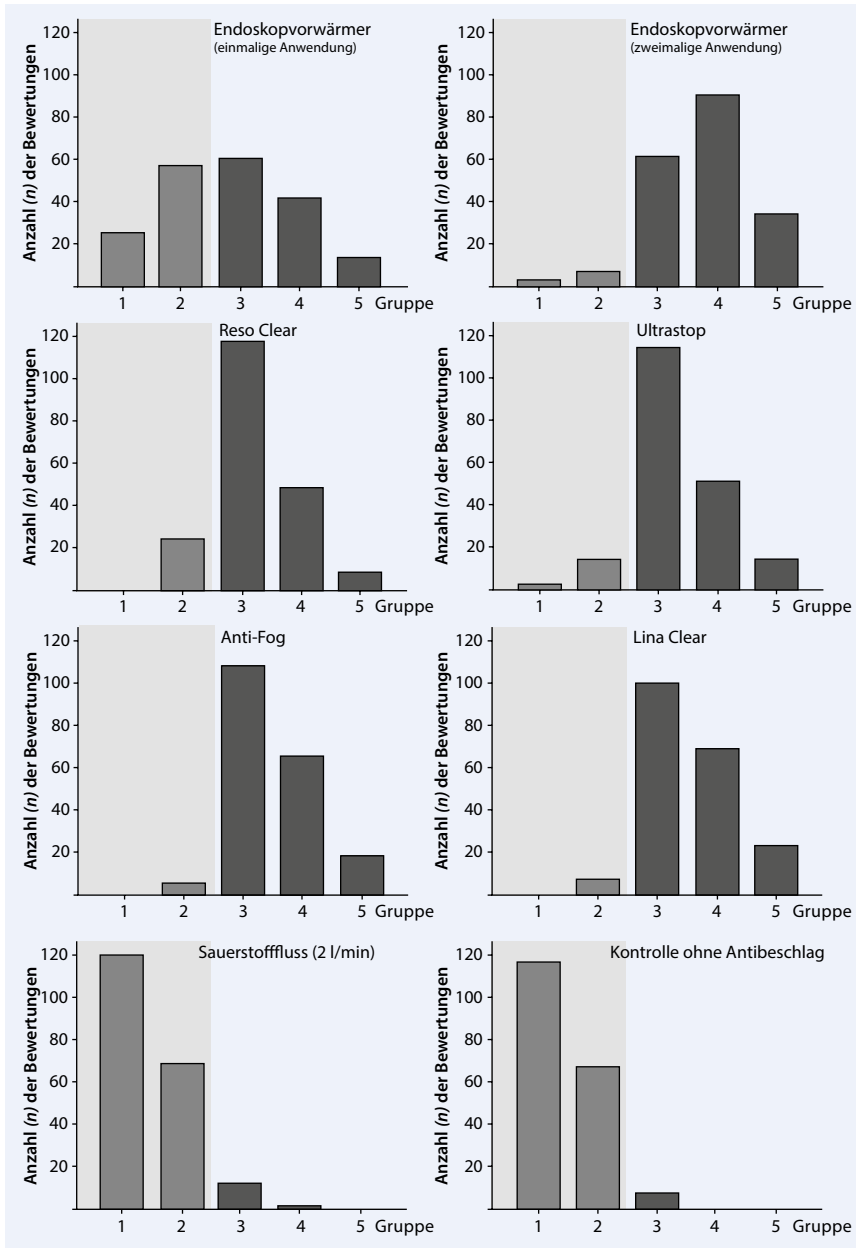 Endoskopvorwärmer
(einmalige Anwendung)
Anzahl (n) der Bewertungen
120
100
80
60
40
20
1 2 3 4 5 Gruppe
Endoskopvorwärmer
(zweimalige Anwendung)
Anzahl (n) der Bewertungen
120
100
80
60
40
20
1 2 3 4 5 Gruppe
Reso Clear
Anzahl (n) der Bewertungen
120
100
80
60
40
20
1 2 3 4 5 Gruppe
Ultrastop
Anzahl (n) der Bewertungen
120
100
80
60
40
20
1 2 3 4 5 Gruppe
Anti-Fog
Anzahl (n) der Bewertungen
120
100
80
60
40
20
1 2 3 4 5 Gruppe
Lina Clear
Anzahl (n) der Bewertungen
120
100
80
60
40
20
1 2 3 4 5 Gruppe
Sauerstofffluss (2 l/min)
Anzahl (n) der Bewertungen
120
100
80
60
40
20
1 2 3 4 5 Gruppe
Kontrolle ohne Antibeschlag
Anzahl (n) der Bewertungen
120
100
80
60
40
20
1 2 3 4 5 Gruppe